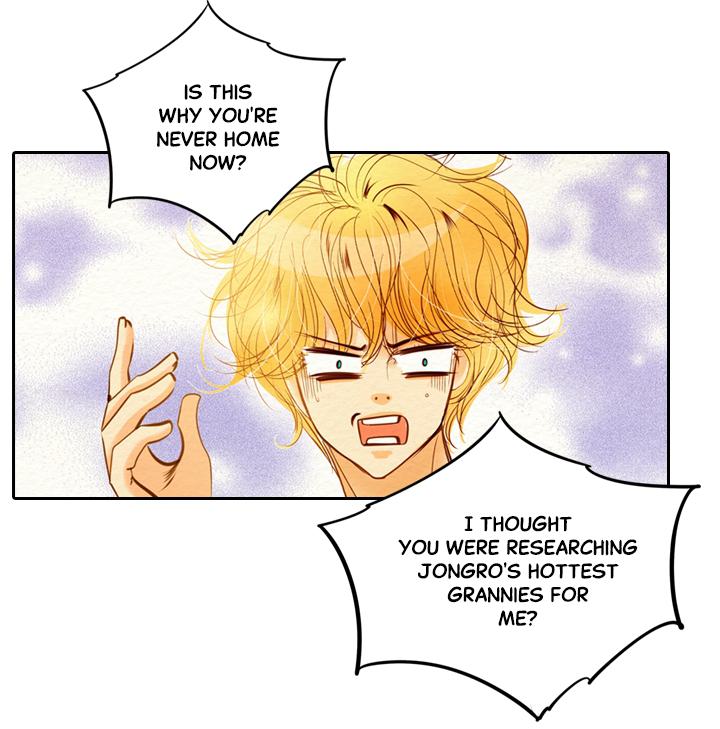 IS THIS
WHY YOU'RE
NEVER HOME
NOW?
I THOUGHT
YOU WERE RESEARCHING
JONGRO'S HOTTEST
GRANNIES FOR
ME?